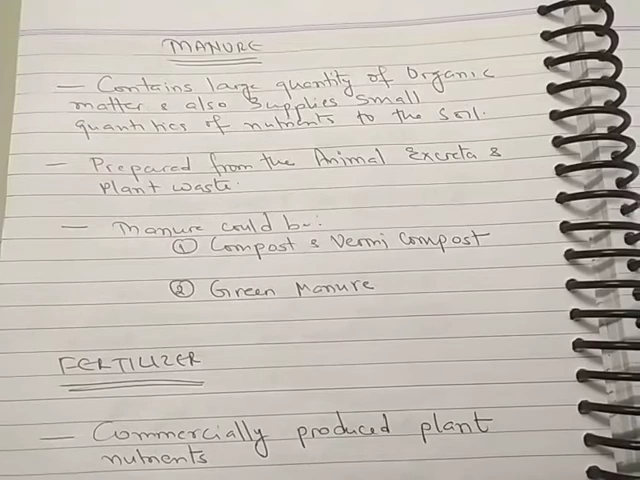 MANURE
— Contains large quantity of Organic
matter & also Supplies Small
quantities of nutrients to the Soil.
— Prepared from the Animal Excreta &
Plant waste.
— Manure could be:
① Compost & Vermi Compost
② Green Manure
FERTILIZER
— Commercially produced plant
nutrients